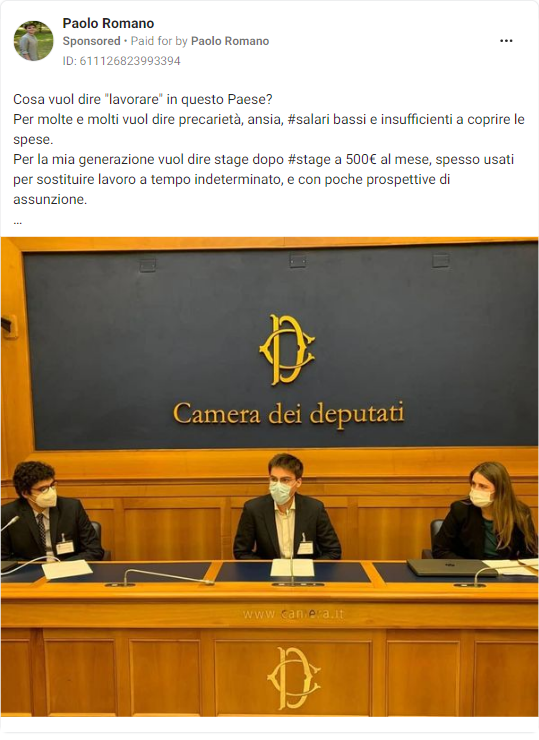 Paolo Romano
Sponsored • Paid for by Paolo Romano
ID: 611126823993394
Cosa vuol dire "lavorare" in questo Paese?
Per molte e molti vuol dire precarietà, ansia, #salari bassi e insufficienti a coprire le
spese.
Per la mia generazione vuol dire stage dopo #stage a 500€ al mese, spesso usati
per sostituire lavoro a tempo indeterminato, e con poche prospettive di
assunzione.
...
Camera dei deputati
www.camera.it